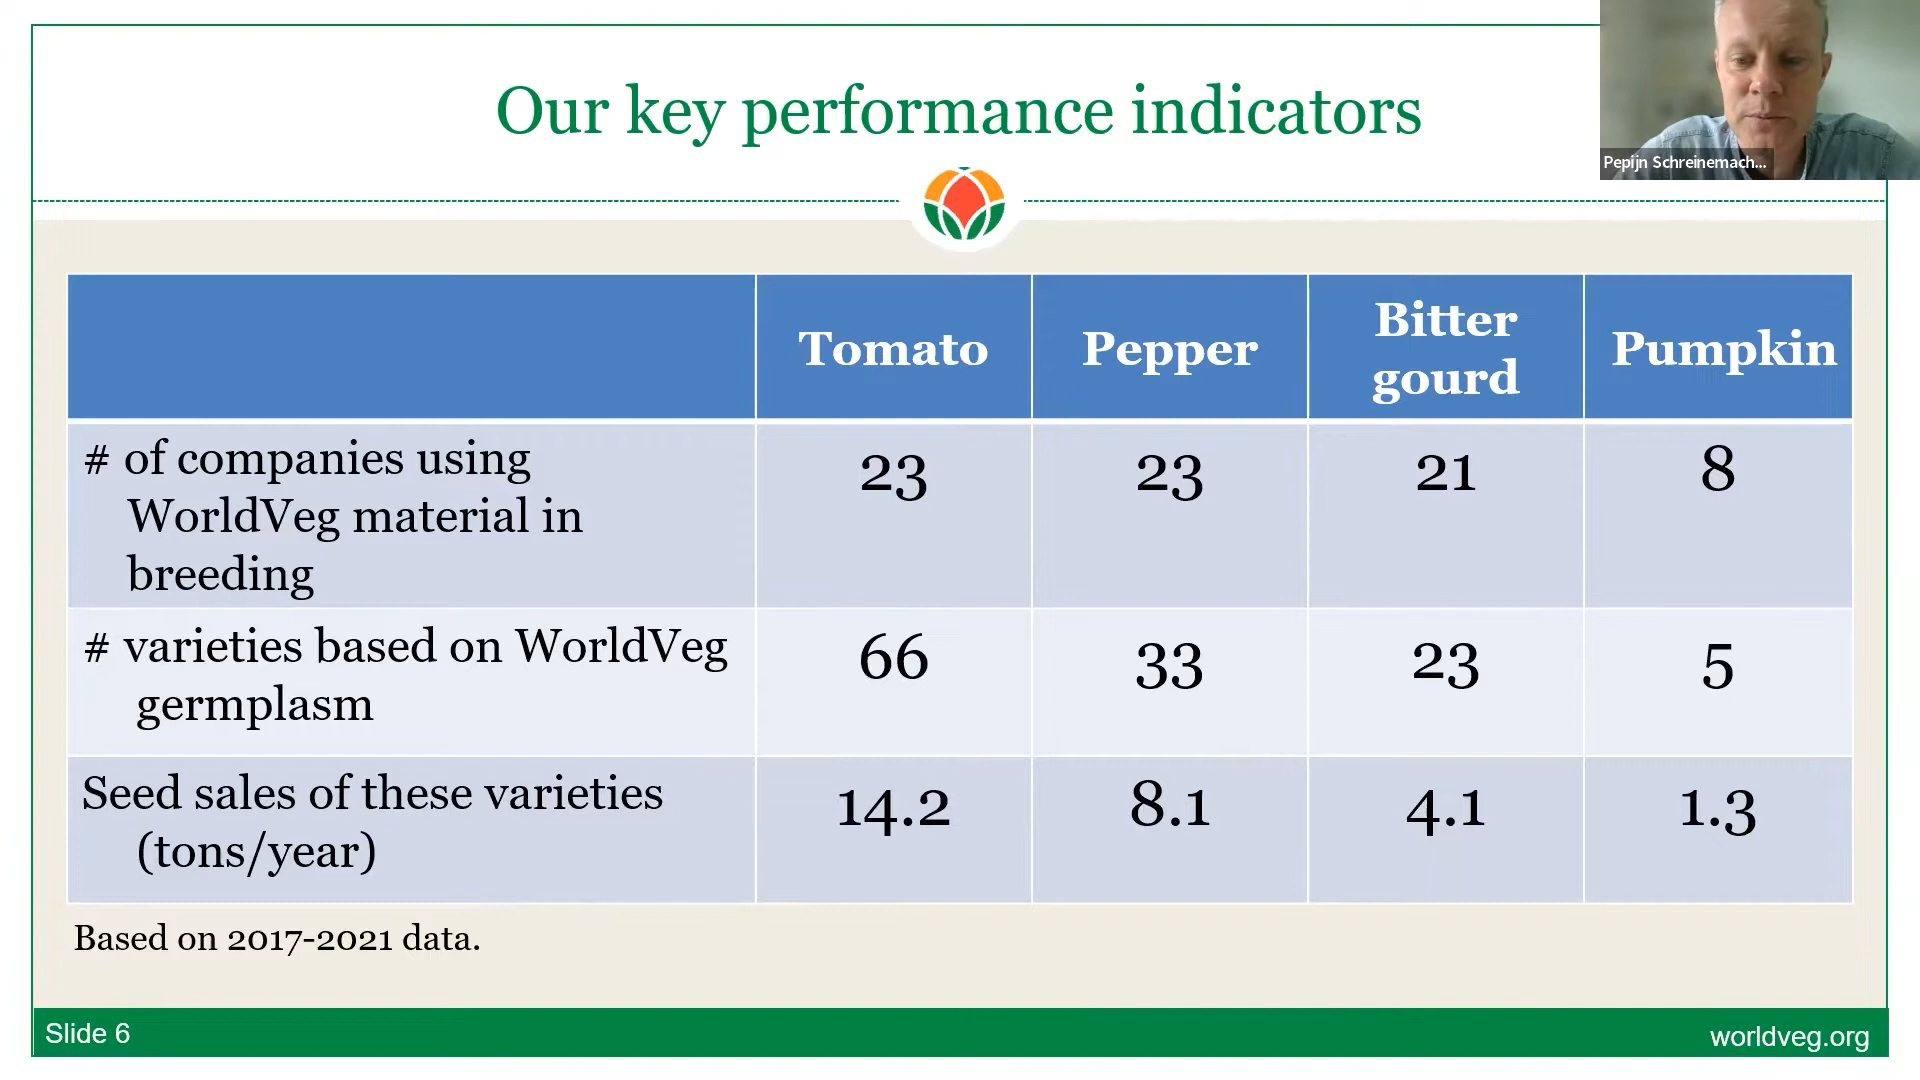 Our key performance indicators
Pepijn Schreinemach...
Tomato
Pepper
Bitter
gourd
Pumpkin
# of companies using
WorldVeg material in
breeding
23
23
21
8
# varieties based on WorldVeg
germplasm
66
33
23
5
Seed sales of these varieties
(tons/year)
14.2
8.1
4.1
1.3
Based on 2017-2021 data.
Slide 6
worldveg.org